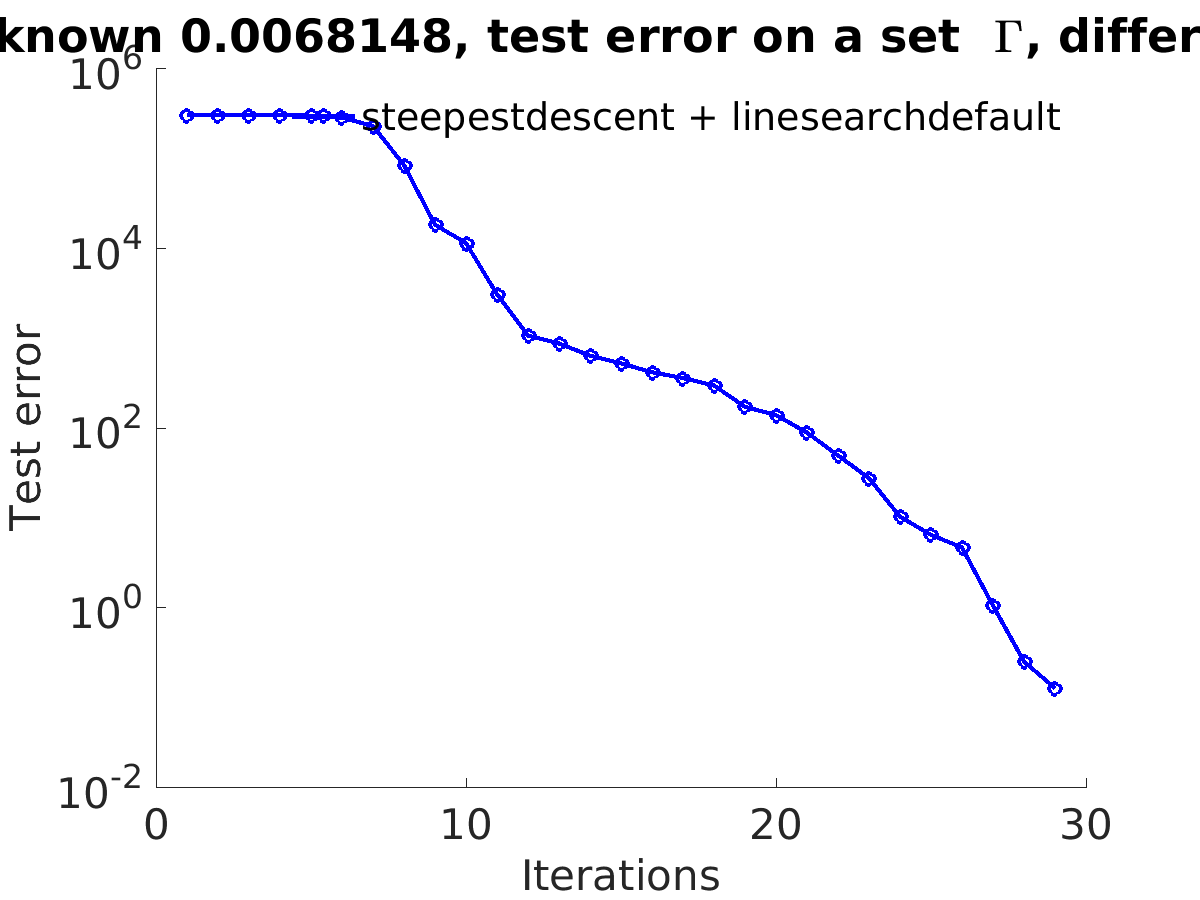 known 0.0068148, test error on a set Γ, differ
10^6
steepestdescent + linesearchdefault
10^4
10^2
10^0
10^-2
Test error
0 10 20 30
Iterations